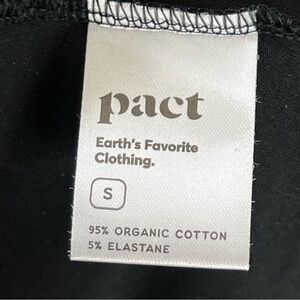 pact
Earth's Favorite
Clothing.
S
95% ORGANIC COTTON
5% ELASTANE